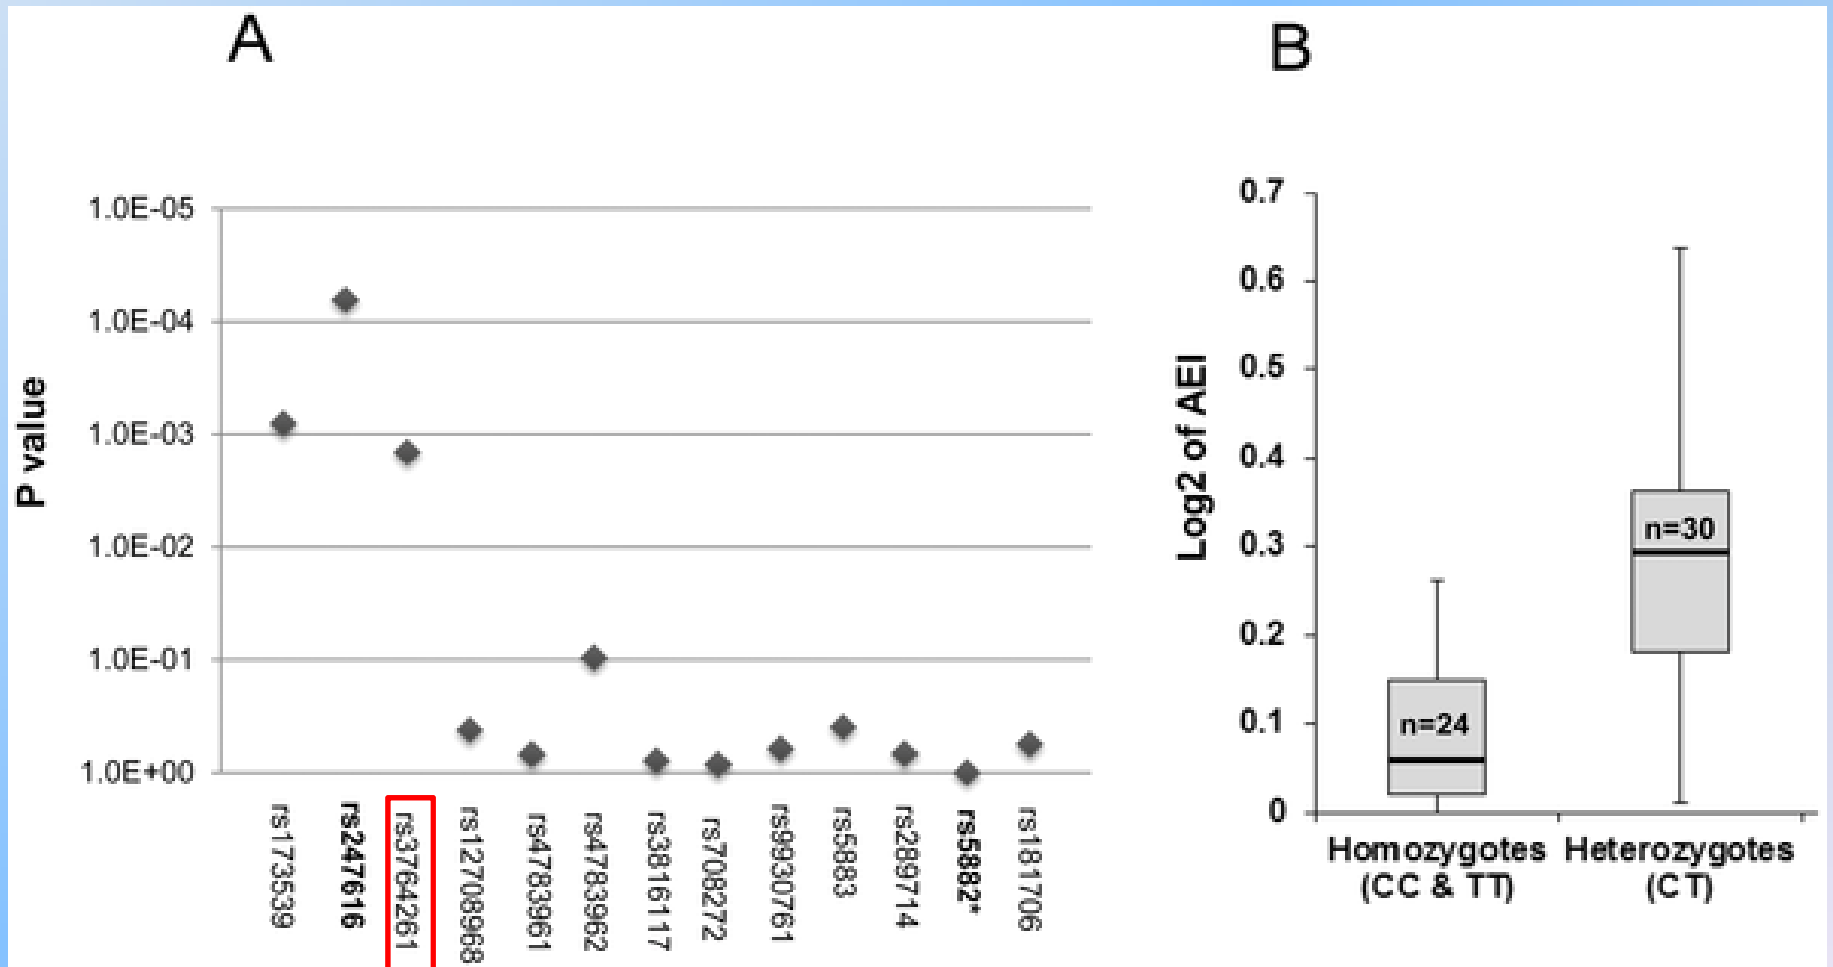 A
P value
1.0E-05
1.0E-04
1.0E-03
1.0E-02
1.0E-01
1.0E+00
rs173539
rs247616
rs3764261
rs12708968
rs4783961
rs4783962
rs3816117
rs708272
rs9930761
rs5883
rs289714
rs5882*
rs181706
B
Log2 of AEI
0.7
0.6
0.5
0.4
0.3
0.2
0.1
0
n=24
n=30
Homozygotes Heterozygotes
(CC & TT) (CT)